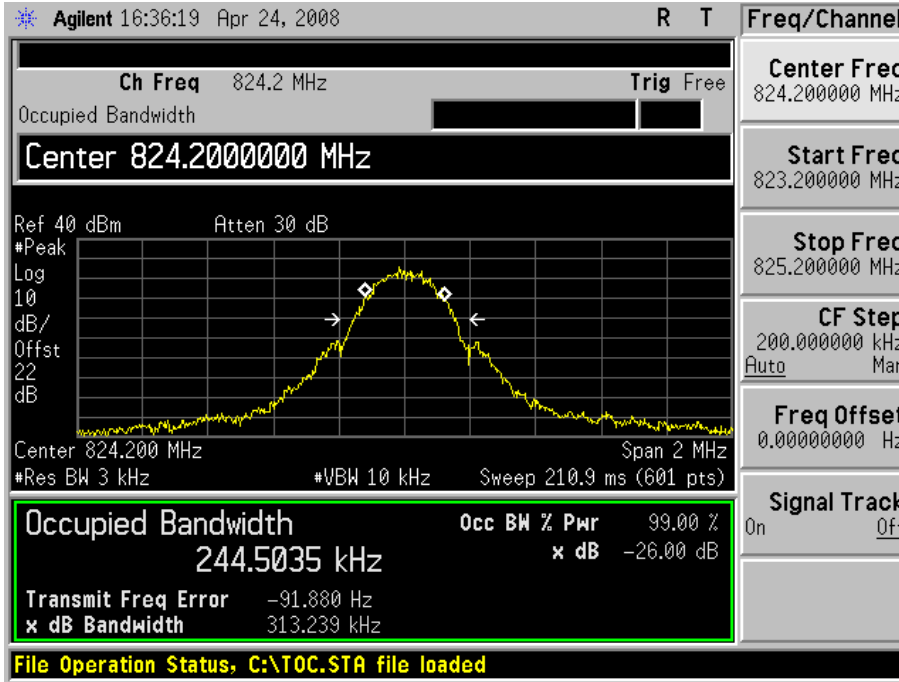 Agilent 16:36:19 Apr 24, 2008 R T
Freq/Channel
Ch Freq 824.2 MHz Trig Free
Occupied Bandwidth
Center 824.2000000 MHz
Ref 40 dBm Atten 30 dB
#Peak
Log
10
dB/
Offst
22
dB
Center 824.200 MHz Span 2 MHz
#Res BW 3 kHz #VBW 10 kHz Sweep 210.9 ms (601 pts)
Occupied Bandwidth Occ BW % Pwr 99.00 %
244.5035 kHz x dB -26.00 dB
Transmit Freq Error -91.880 Hz
x dB Bandwidth 313.239 kHz
File Operation Status, C:\TOC.STA file loaded
Center Freq
824.200000 MHz
Start Freq
823.200000 MHz
Stop Freq
825.200000 MHz
CF Step
200.000000 kHz
Auto Man
Freq Offset
0.00000000 Hz
Signal Track
On Off